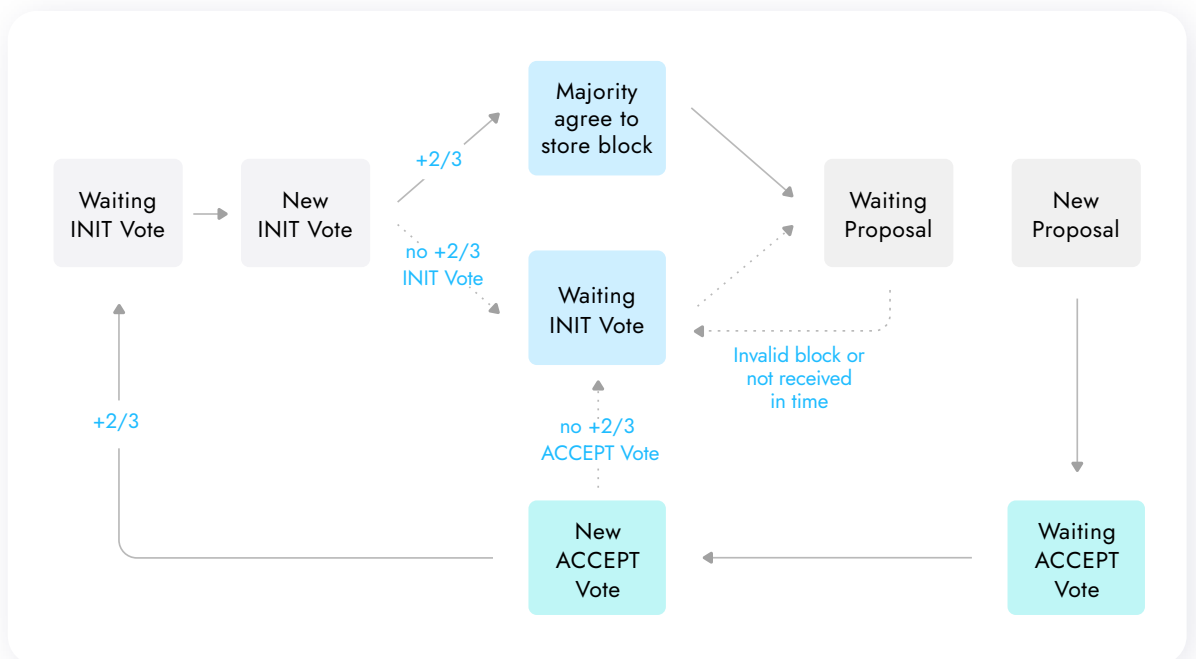 Majority
agree to
store block
+2/3
Waiting
INIT Vote
New
INIT Vote
Waiting
Proposal
New
Proposal
no +2/3
INIT Vote
Waiting
INIT Vote
Invalid block or
not received
in time
+2/3
no +2/3
ACCEPT Vote
New
ACCEPT
Vote
Waiting
ACCEPT
Vote